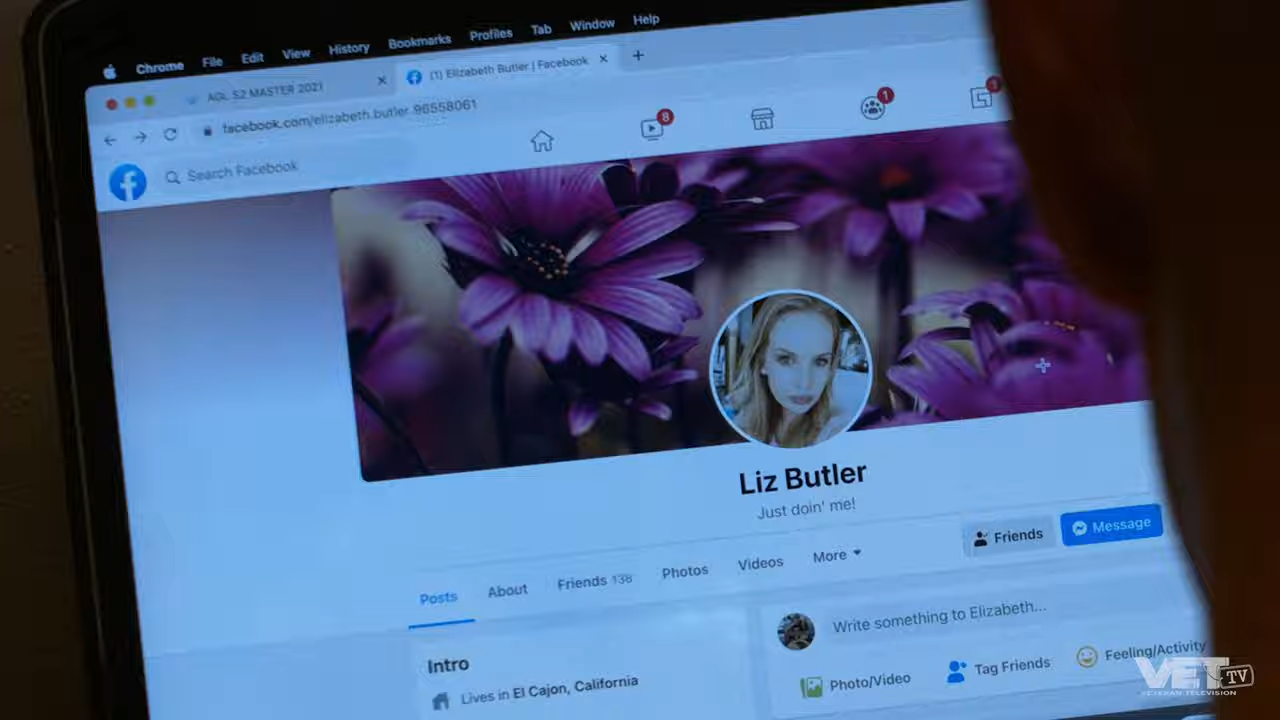 Chrome File Edit View History Bookmarks Profiles Tab Window Help
AGL S2 MASTER 2021
(1) Elizabeth Butler | Facebook
facebook.com/elizabeth.butler.96558061
8
1
Search Facebook
Liz Butler
Just doin' me!
Friends
Message
Posts About Friends 138 Photos Videos More
Write something to Elizabeth...
Photo/Video Tag Friends Feeling/Activity
Intro
Lives in El Cajon, California
VET TV
VETERAN TELEVISION